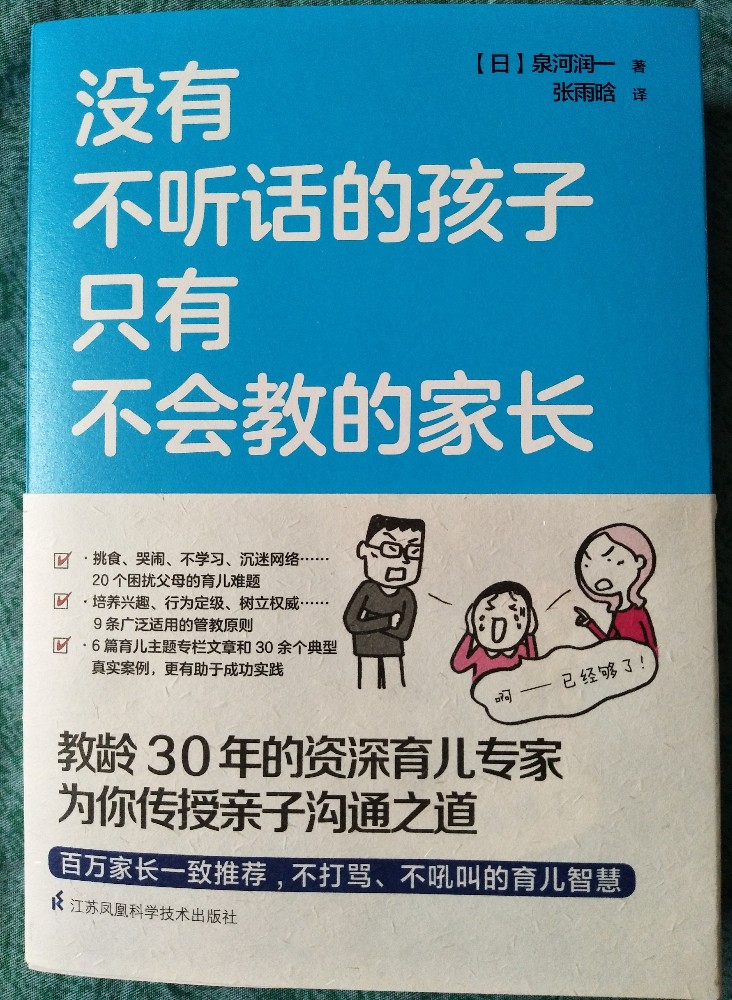 【日】泉河润一 著
张雨晗 译
没有
不听话的孩子
只有
不会教的家长
·挑食、哭闹、不学习、沉迷网络……
20个困扰父母的育儿难题
·培养兴趣、行为定级、树立权威……
9条广泛适用的管教原则
·6篇育儿主题专栏文章和30余个典型
真实案例，更有助于成功实践
啊——已经够了！
教龄30年的资深育儿专家
为你传授亲子沟通之道
百万家长一致推荐，不打骂、不吼叫的育儿智慧
江苏凤凰科学技术出版社